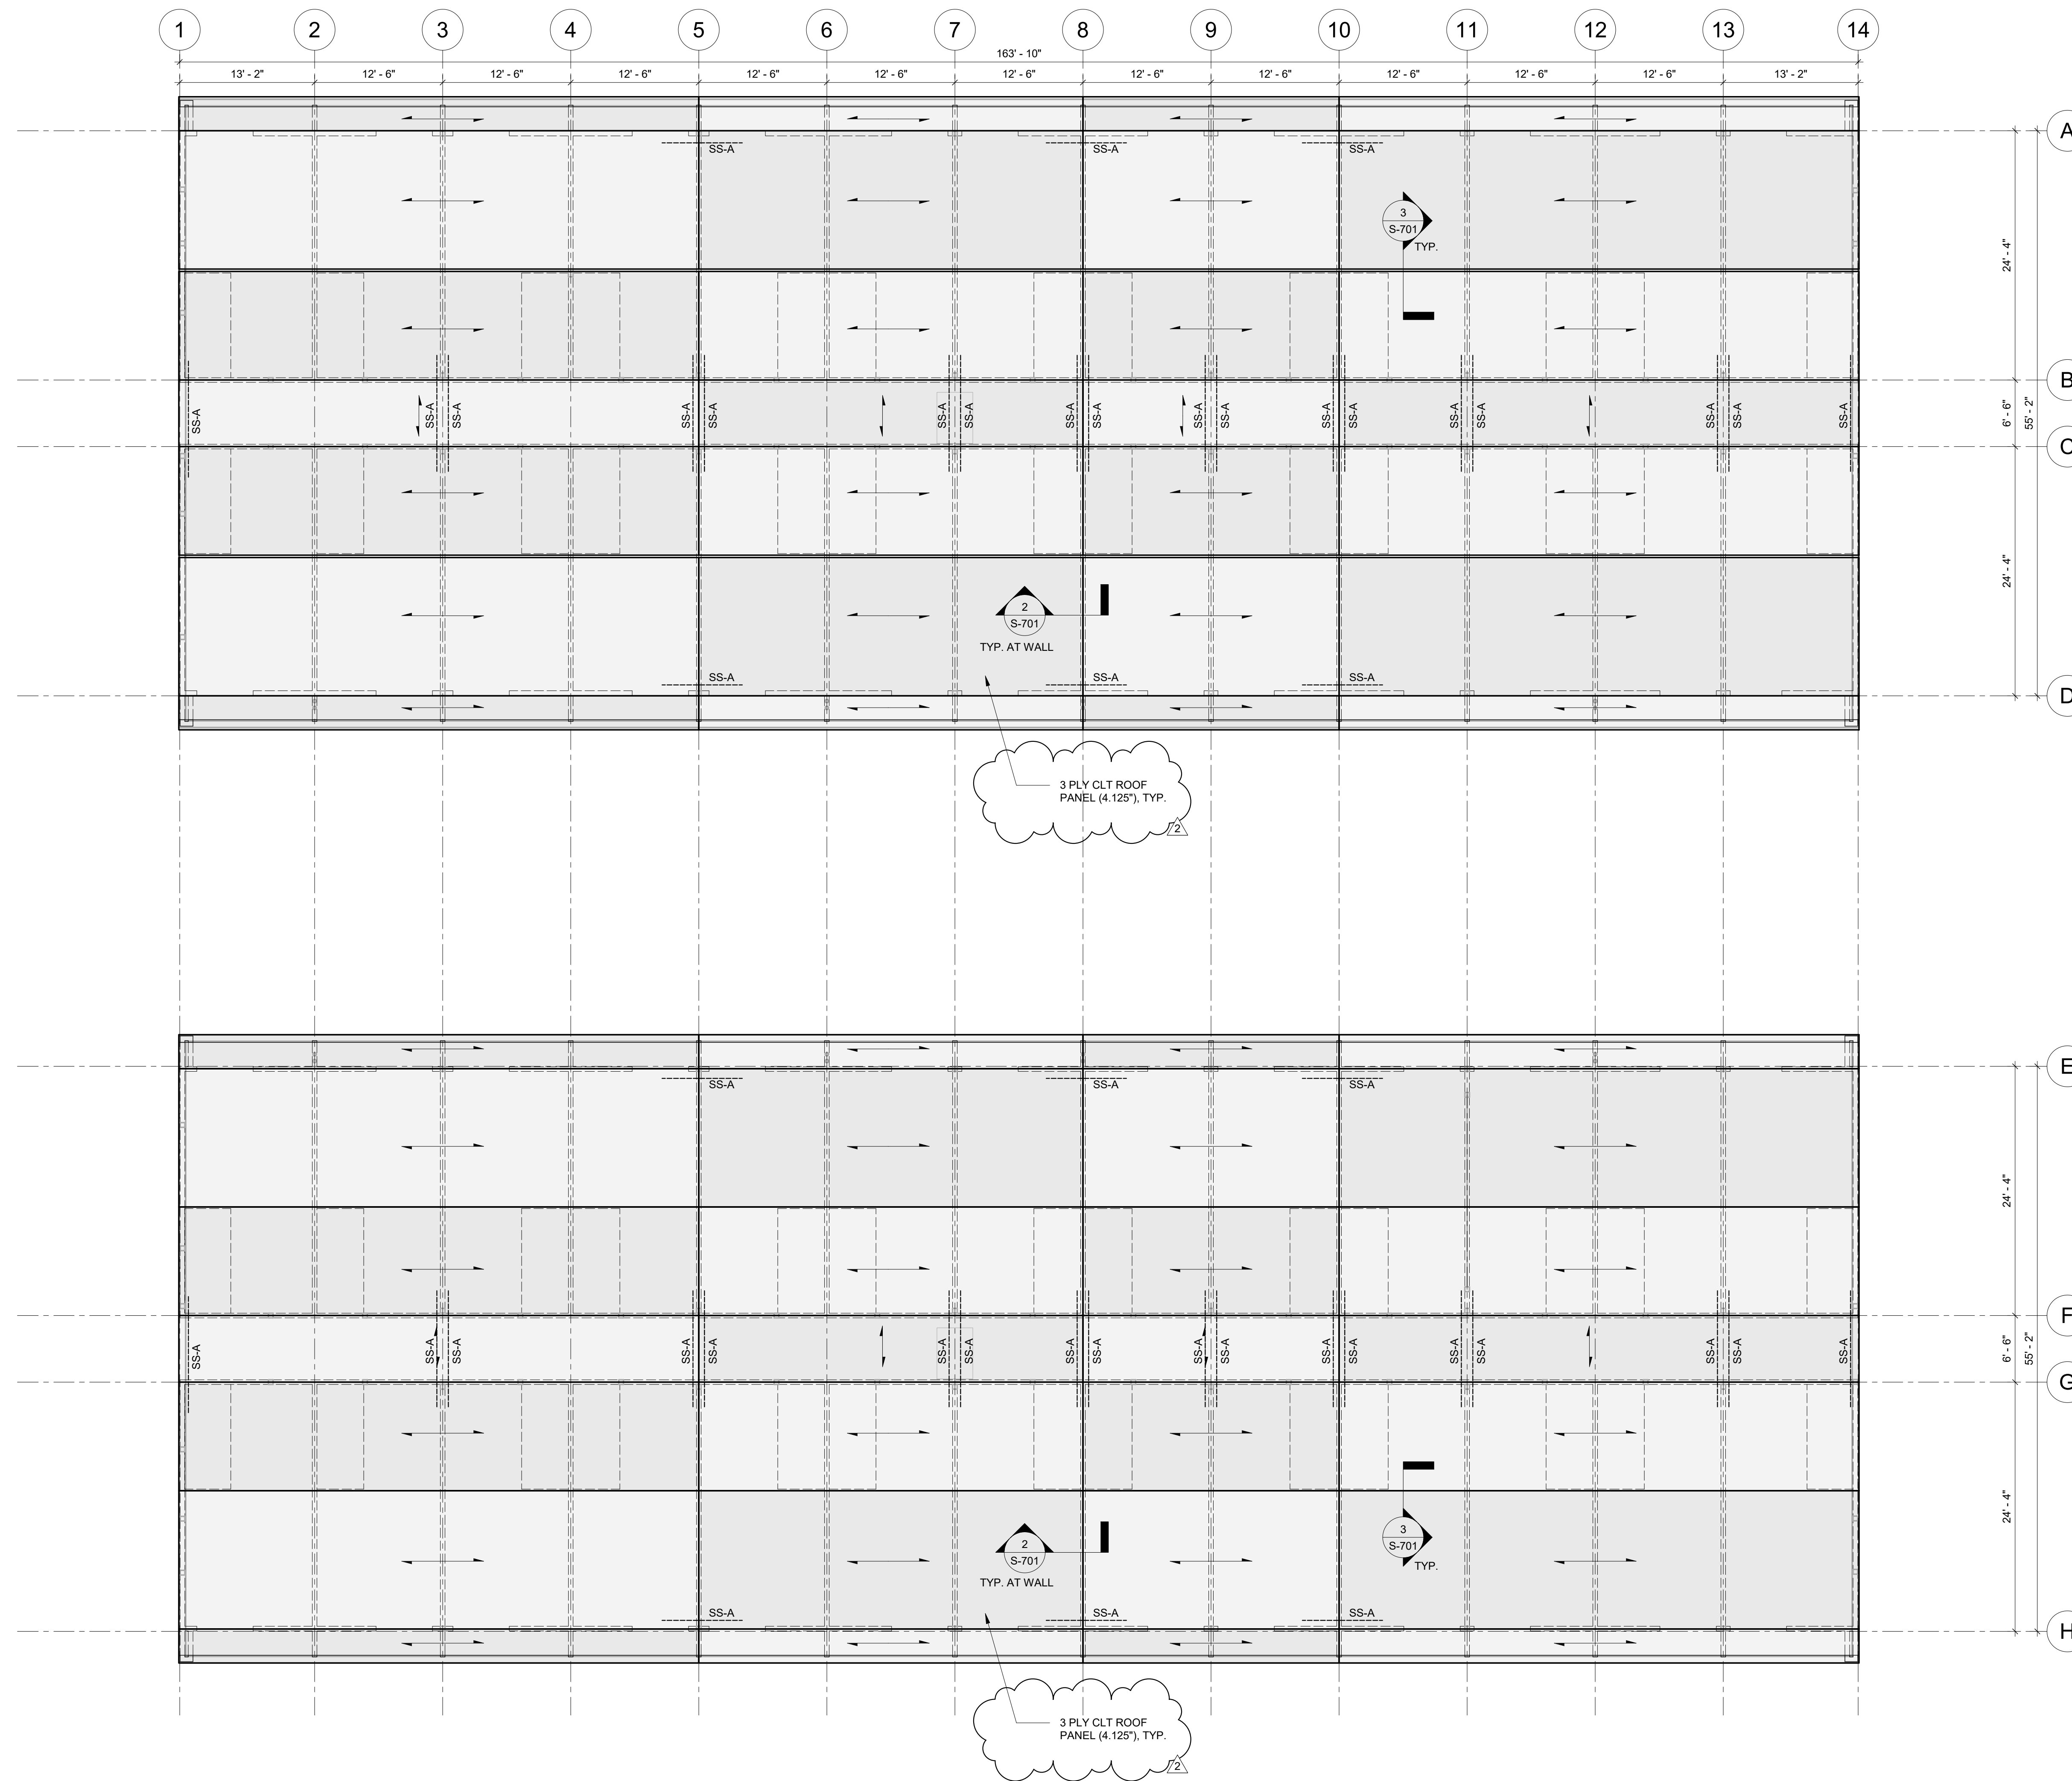 1 2 3 4 5 6 7 8 9 10 11 12 13 14
163' - 10"
13' - 2" 12' - 6" 12' - 6" 12' - 6" 12' - 6" 12' - 6" 12' - 6" 12' - 6" 12' - 6" 12' - 6" 12' - 6" 12' - 6" 13' - 2"
A
SS-A SS-A SS-A
3
S-701
TYP.
24' - 4"
B
SS-A SS-A SS-A SS-A SS-A SS-A SS-A SS-A SS-A SS-A SS-A SS-A SS-A SS-A SS-A SS-A SS-A SS-A
6' - 6"
55' - 2"
C
24' - 4"
2
S-701
TYP. AT WALL
SS-A SS-A SS-A
D
3 PLY CLT ROOF
PANEL (4.125"), TYP.
2
E
SS-A SS-A SS-A
24' - 4"
F
SS-A SS-A SS-A SS-A SS-A SS-A SS-A SS-A SS-A SS-A SS-A SS-A SS-A SS-A SS-A SS-A SS-A SS-A
6' - 6"
55' - 2"
G
24' - 4"
2
S-701
TYP. AT WALL
3
S-701
TYP.
SS-A SS-A SS-A
H
3 PLY CLT ROOF
PANEL (4.125"), TYP.
2